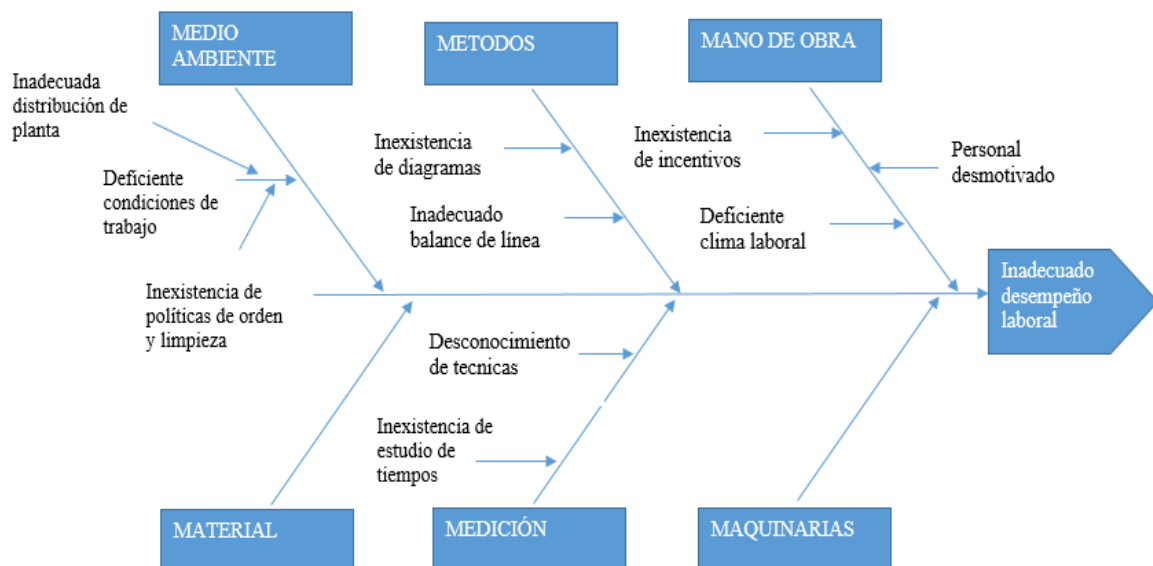 MEDIO
AMBIENTE
METODOS
MANO DE OBRA
Inadecuada
distribución de
planta
Deficiente
condiciones de
trabajo
Inexistencia de
políticas de orden
y limpieza
Inexistencia
de diagramas
Inadecuado
balance de línea
Inexistencia
de incentivos
Personal
desmotivado
Deficiente
clima laboral
Inadecuado
desempeño
laboral
Desconocimiento
de tecnicas
Inexistencia de
estudio de
tiempos
MATERIAL
MEDICIÓN
MAQUINARIAS